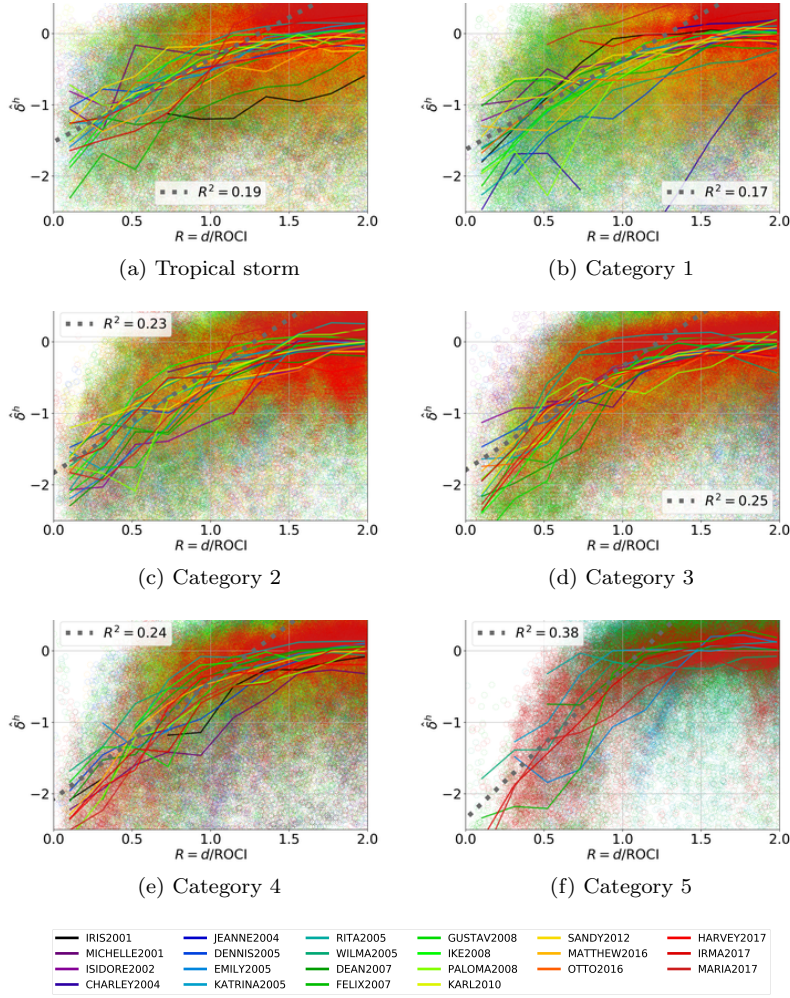 0
−1
−2
δ̂ʰ
R² = 0.19
0.0 0.5 1.0 1.5 2.0
R = d/ROCI
(a) Tropical storm
0
−1
−2
δ̂ʰ
R² = 0.17
0.0 0.5 1.0 1.5 2.0
R = d/ROCI
(b) Category 1
R² = 0.23
0
−1
−2
δ̂ʰ
0.0 0.5 1.0 1.5 2.0
R = d/ROCI
(c) Category 2
0
−1
−2
δ̂ʰ
R² = 0.25
0.0 0.5 1.0 1.5 2.0
R = d/ROCI
(d) Category 3
R² = 0.24
0
−1
−2
δ̂ʰ
0.0 0.5 1.0 1.5 2.0
R = d/ROCI
(e) Category 4
R² = 0.38
0
−1
−2
δ̂ʰ
0.0 0.5 1.0 1.5 2.0
R = d/ROCI
(f) Category 5
IRIS2001 JEANNE2004 RITA2005 GUSTAV2008 SANDY2012 HARVEY2017
MICHELLE2001 DENNIS2005 WILMA2005 IKE2008 MATTHEW2016 IRMA2017
ISIDORE2002 EMILY2005 DEAN2007 PALOMA2008 OTTO2016 MARIA2017
CHARLEY2004 KATRINA2005 FELIX2007 KARL2010